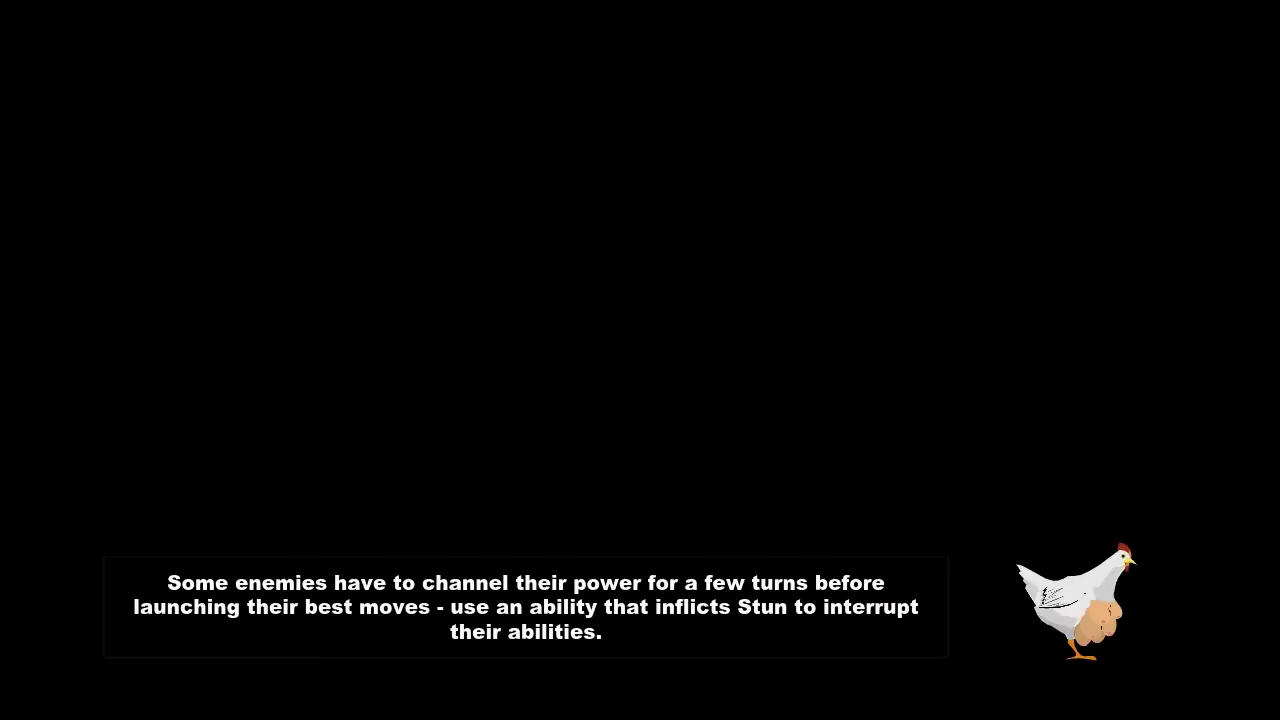 Some enemies have to channel their power for a few turns before
launching their best moves - use an ability that inflicts Stun to interrupt
their abilities.